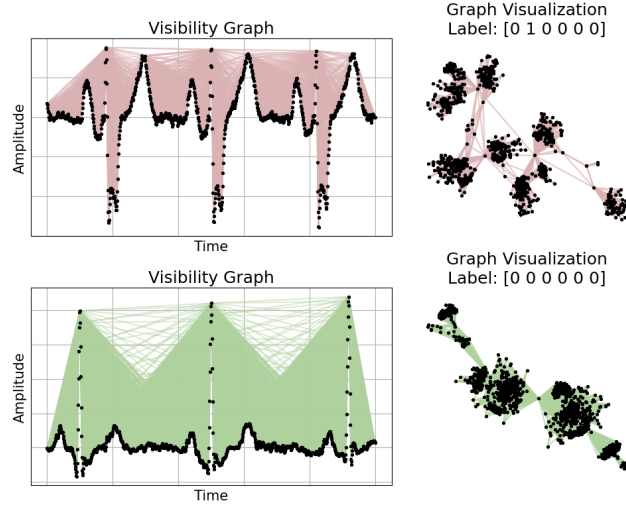 Visibility Graph
Amplitude
Time
Graph Visualization
Label: [0 1 0 0 0 0]
Visibility Graph
Amplitude
Time
Graph Visualization
Label: [0 0 0 0 0 0]